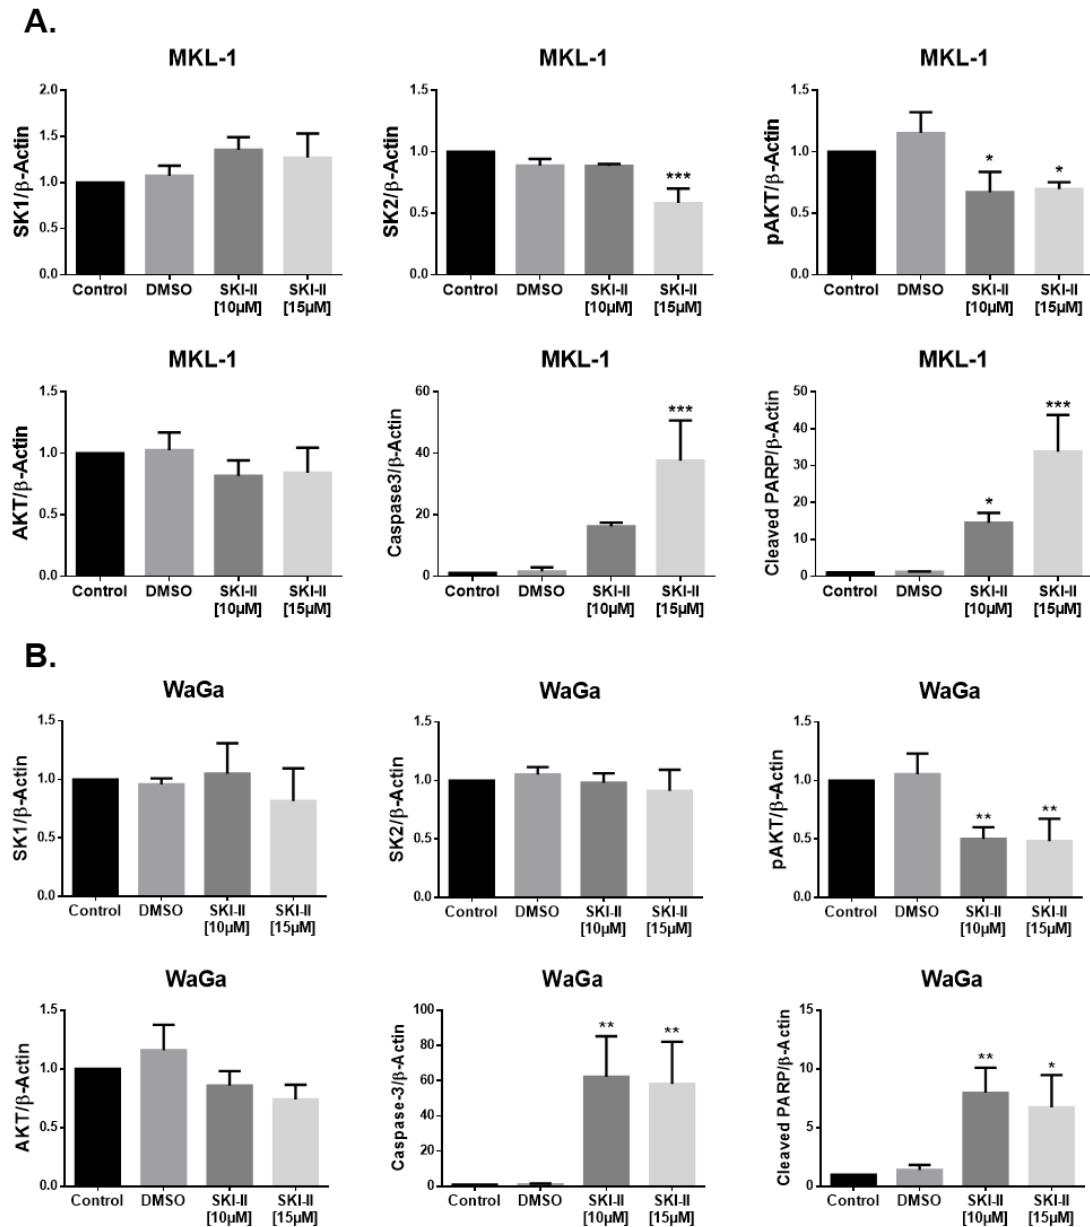 A.
MKL-1
SK1/β-Actin
2.0
1.5
1.0
0.5
0.0
Control DMSO SKI-II [10µM] SKI-II [15µM]
MKL-1
SK2/β-Actin
1.5
1.0
0.5
0.0
***
Control DMSO SKI-II [10µM] SKI-II [15µM]
MKL-1
pAKT/β-Actin
1.5
1.0
0.5
0.0
* *
Control DMSO SKI-II [10µM] SKI-II [15µM]
MKL-1
AKT/β-Actin
1.5
1.0
0.5
0.0
Control DMSO SKI-II [10µM] SKI-II [15µM]
MKL-1
Caspase3/β-Actin
60
40
20
0
***
Control DMSO SKI-II [10µM] SKI-II [15µM]
MKL-1
Cleaved PARP/β-Actin
50
40
30
20
10
0
* ***
Control DMSO SKI-II [10µM] SKI-II [15µM]
B.
WaGa
SK1/β-Actin
1.5
1.0
0.5
0.0
Control DMSO SKI-II [10µM] SKI-II [15µM]
WaGa
SK2/β-Actin
1.5
1.0
0.5
0.0
Control DMSO SKI-II [10µM] SKI-II [15µM]
WaGa
pAKT/β-Actin
1.5
1.0
0.5
0.0
** **
Control DMSO SKI-II [10µM] SKI-II [15µM]
WaGa
AKT/β-Actin
1.5
1.0
0.5
0.0
Control DMSO SKI-II [10µM] SKI-II [15µM]
WaGa
Caspase-3/β-Actin
100
80
60
40
20
0
** **
Control DMSO SKI-II [10µM] SKI-II [15µM]
WaGa
Cleaved PARP/β-Actin
15
10
5
0
** *
Control DMSO SKI-II [10µM] SKI-II [15µM]